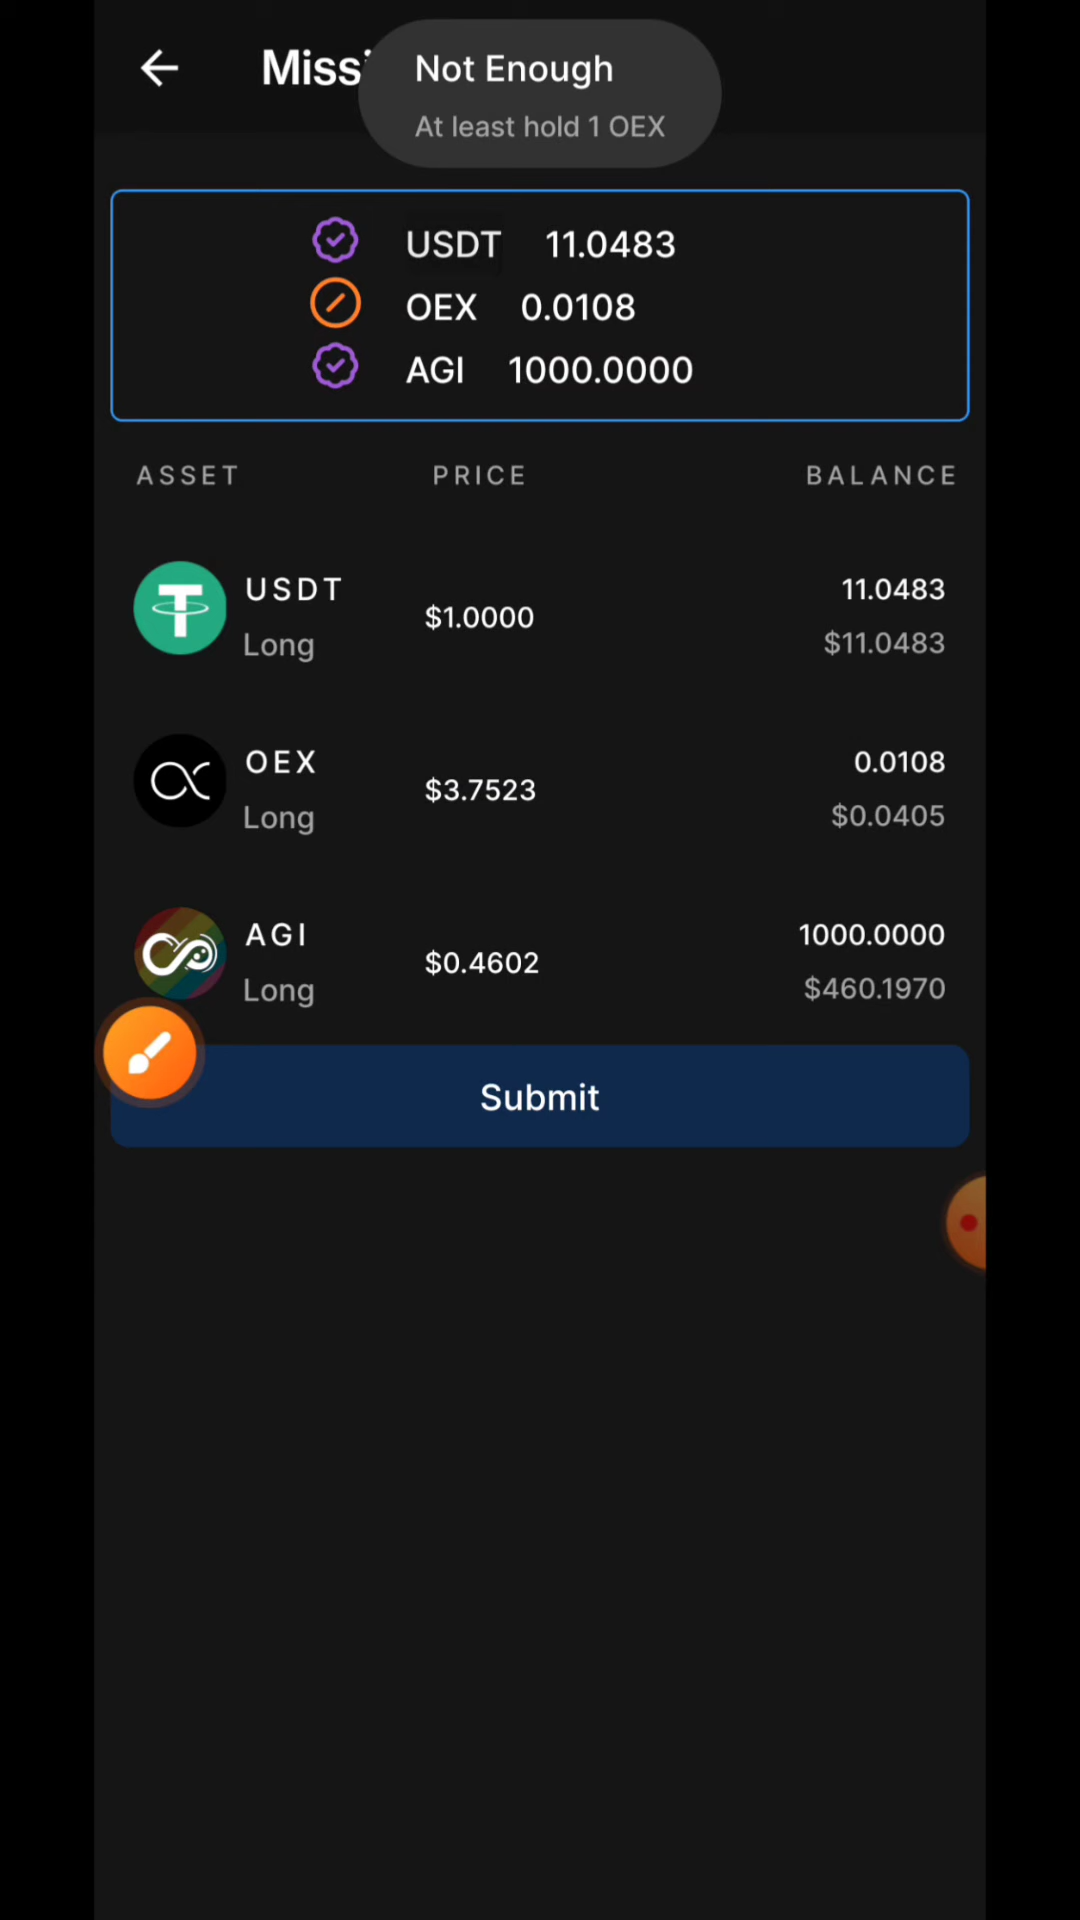 Not Enough
At least hold 1 OEX
USDT 11.0483
OEX 0.0108
AGI 1000.0000
ASSET PRICE BALANCE
USDT 11.0483
$1.0000
Long $11.0483
OEX 0.0108
$3.7523
Long $0.0405
AGI 1000.0000
$0.4602
Long $460.1970
Submit